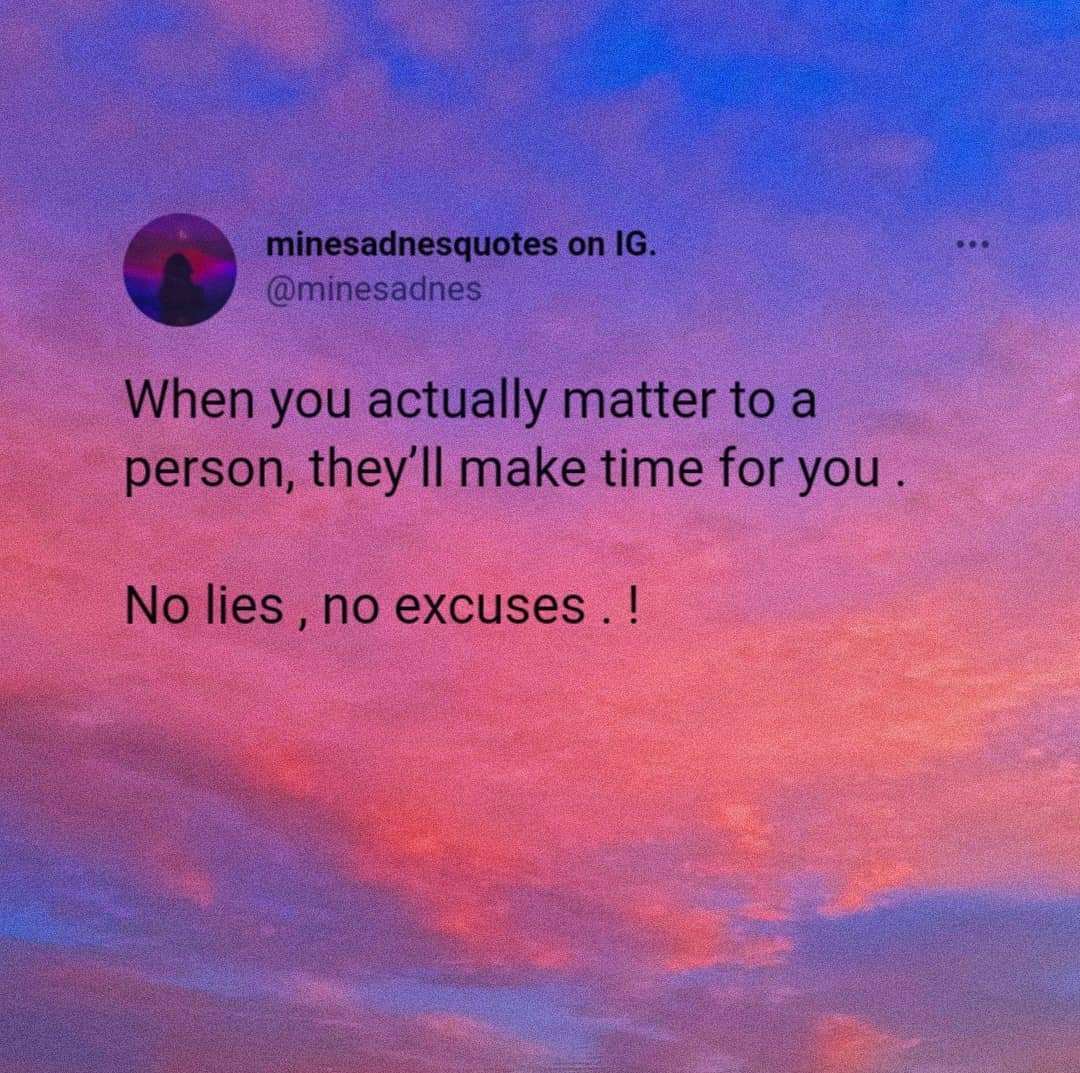 minesadnesquotes on IG.
@minesadnes
When you actually matter to a
person, they’ll make time for you .
No lies , no excuses . !